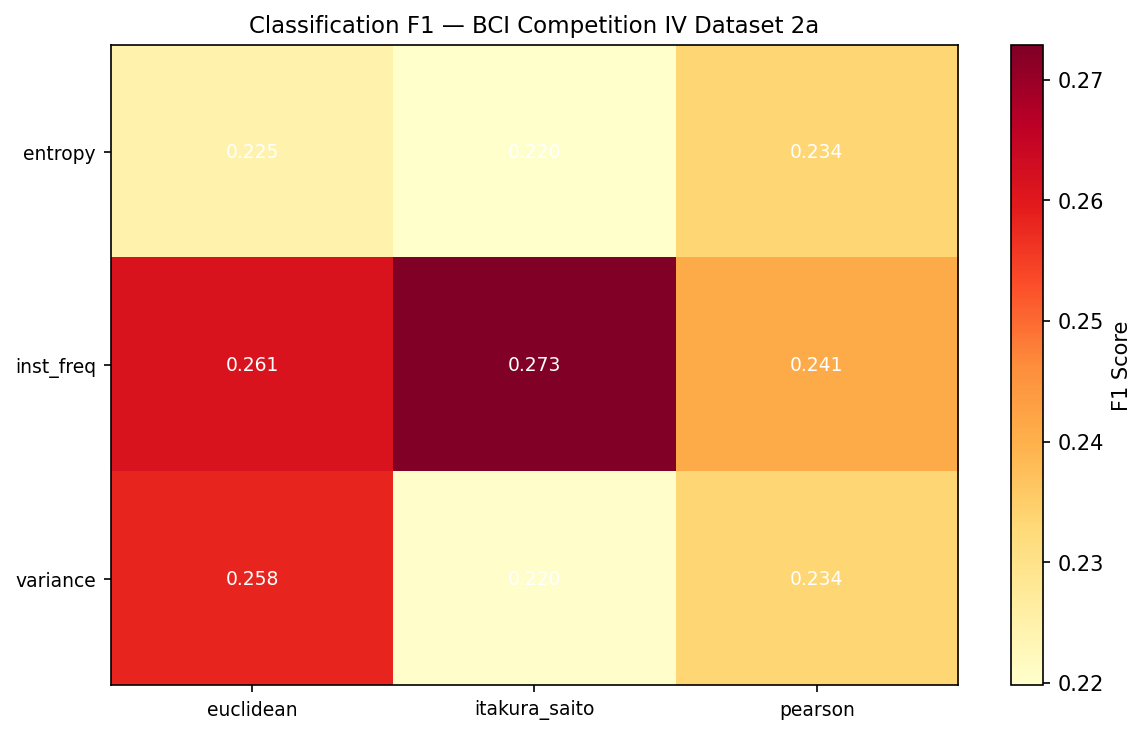 Classification F1 — BCI Competition IV Dataset 2a
entropy
0.225
0.220
0.234
inst_freq
0.261
0.273
0.241
variance
0.258
0.220
0.234
euclidean
itakura_saito
pearson
0.27
0.26
0.25
0.24
0.23
0.22
F1 Score